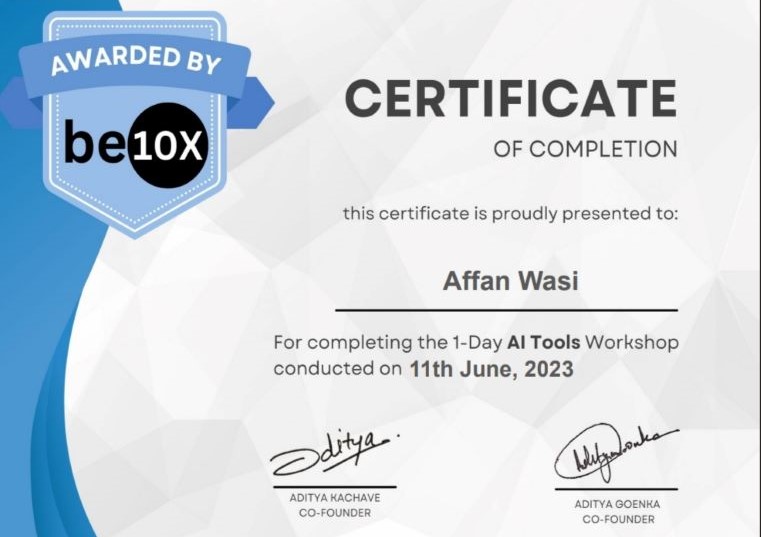 AWARDED BY
be10X
CERTIFICATE
OF COMPLETION
this certificate is proudly presented to:
Affan Wasi
For completing the 1-Day AI Tools Workshop
conducted on 11th June, 2023
Aditya
AdityaGoenka
ADITYA KACHAVE
CO-FOUNDER
ADITYA GOENKA
CO-FOUNDER